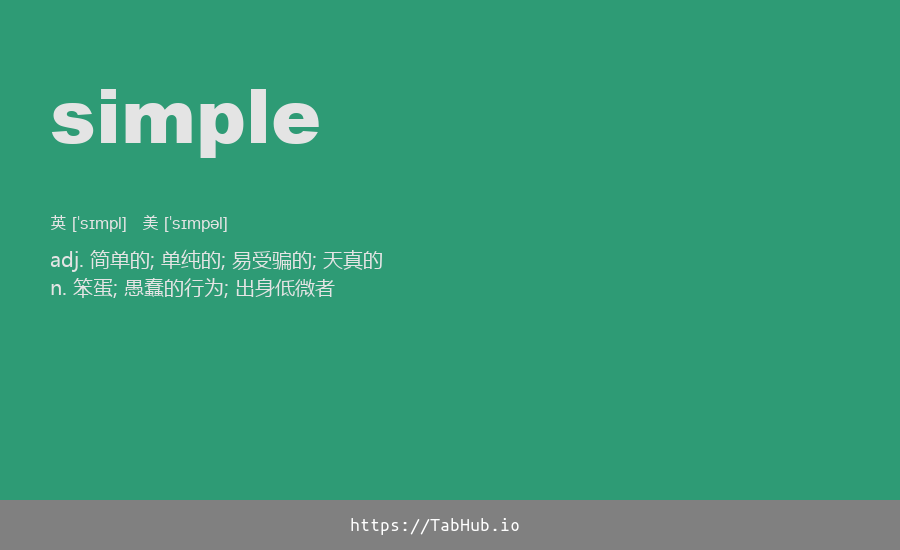 simple
英 [ˈsɪmpl] 美 [ˈsɪmpəl]
adj. 简单的; 单纯的; 易受骗的; 天真的
n. 笨蛋; 愚蠢的行为; 出身低微者
https://TabHub.io